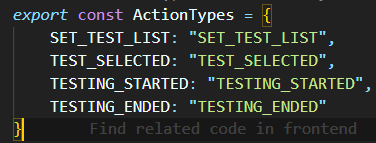 export const ActionTypes = {
    SET_TEST_LIST: "SET_TEST_LIST",
    TEST_SELECTED: "TEST_SELECTED",
    TESTING_STARTED: "TESTING_STARTED",
    TESTING_ENDED: "TESTING_ENDED"
}    Find related code in frontend